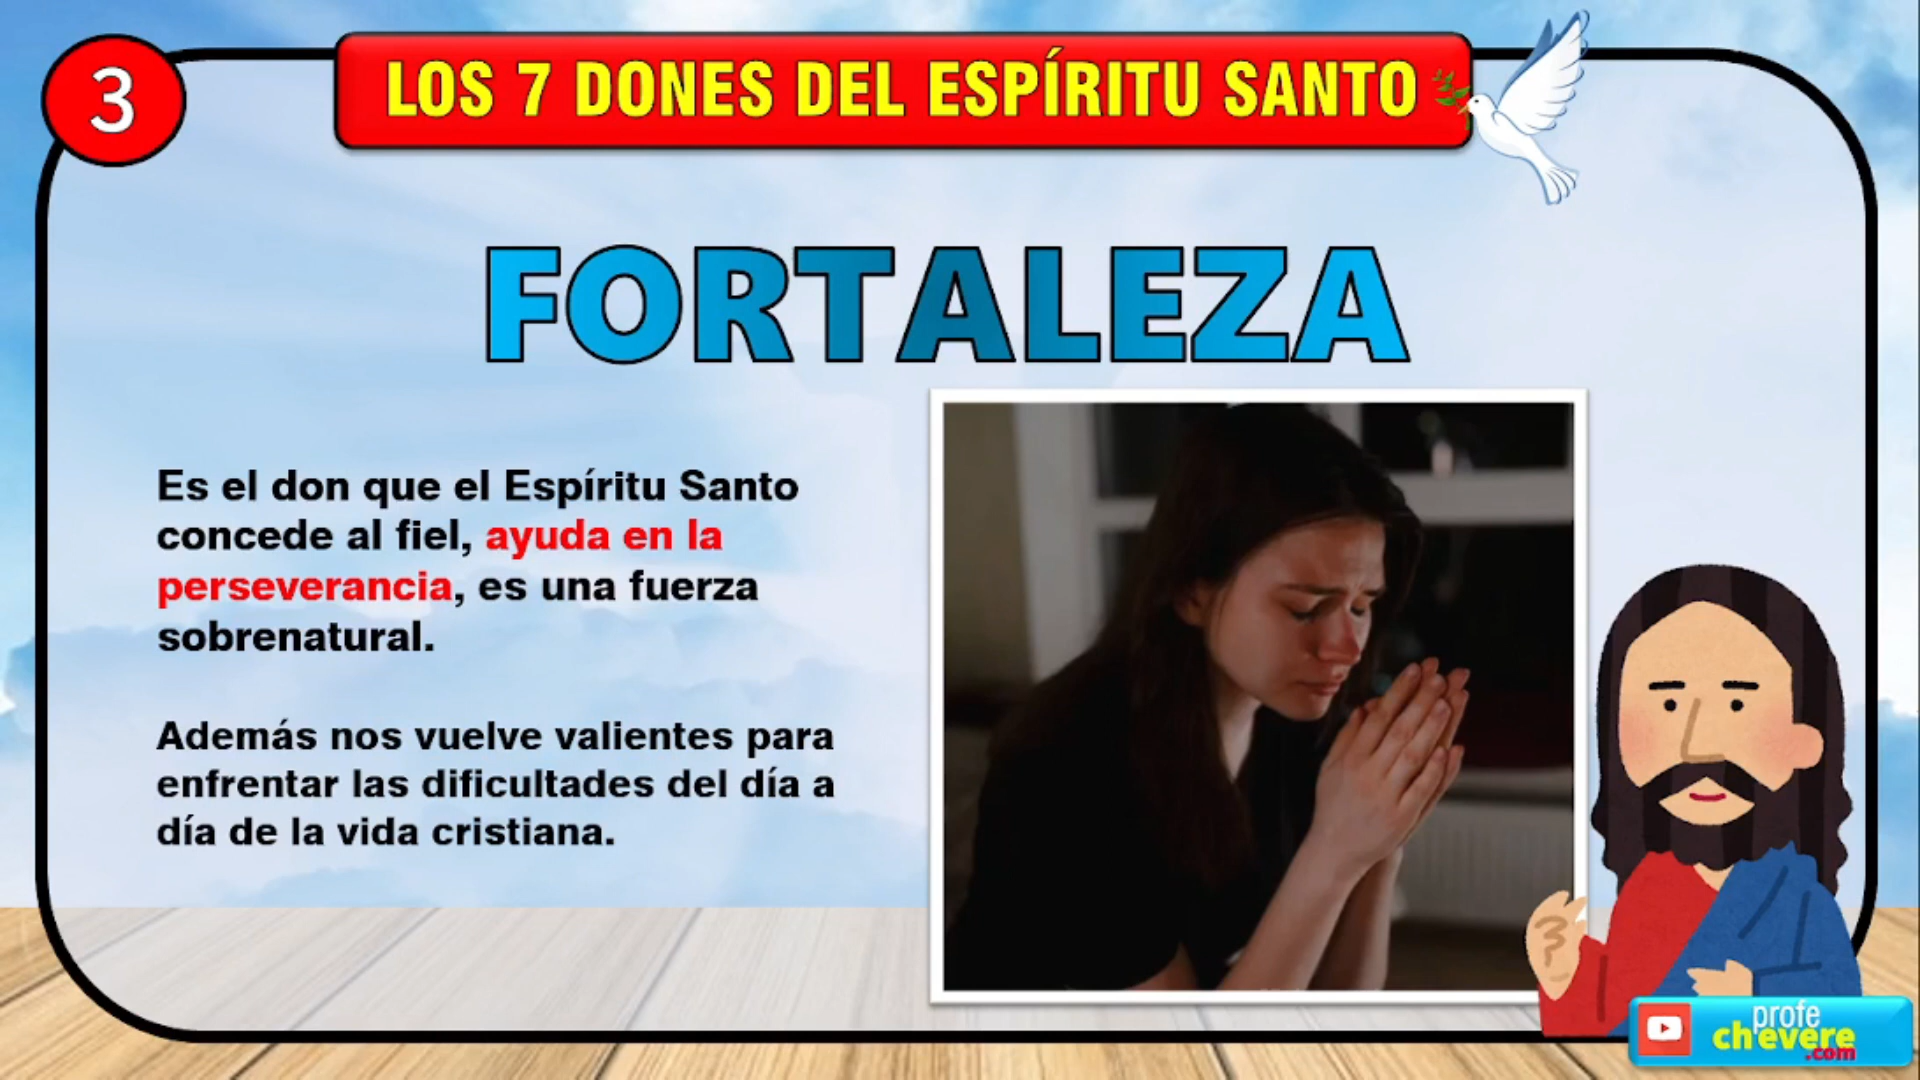 3
LOS 7 DONES DEL ESPÍRITU SANTO
FORTALEZA
Es el don que el Espíritu Santo
concede al fiel, ayuda en la
perseverancia, es una fuerza
sobrenatural.
Además nos vuelve valientes para
enfrentar las dificultades del día a
día de la vida cristiana.
profe
chévere
.com